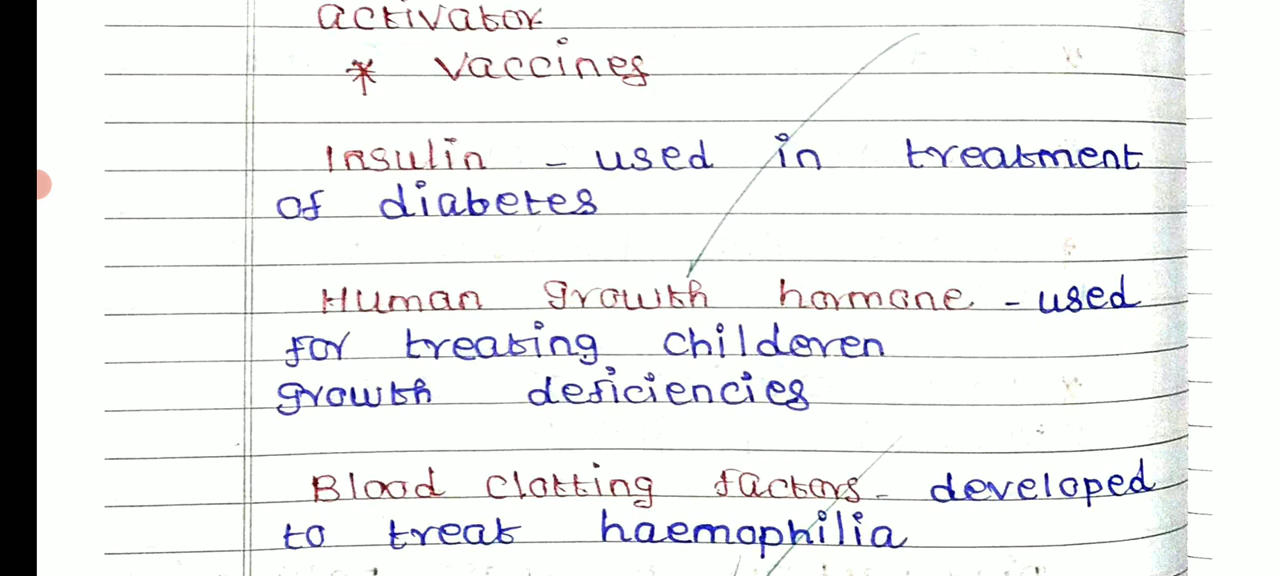 activator
* Vaccines
Insulin - used in treatment
of diabetes
Human growth hormone - used
for treating childeren
growth deficiencies
Blood clotting factors - developed
to treat haemophilia